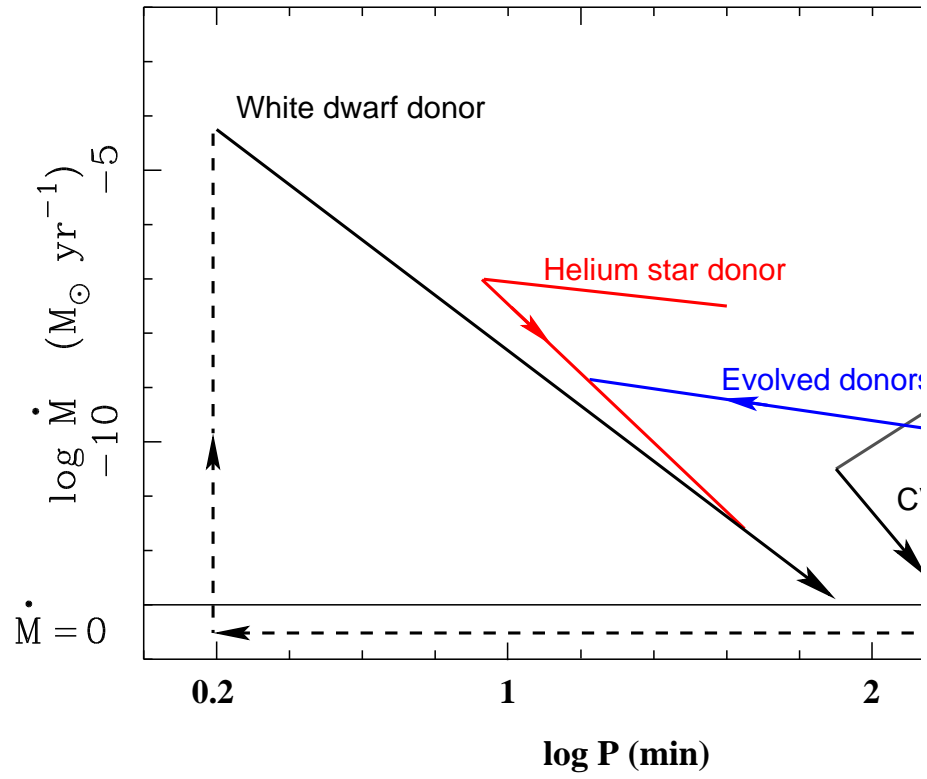 White dwarf donor
Helium star donor
Evolved donors
CV
log Ṁ (M⊙ yr−1)
−5
−10
Ṁ = 0
0.2
1
2
log P (min)